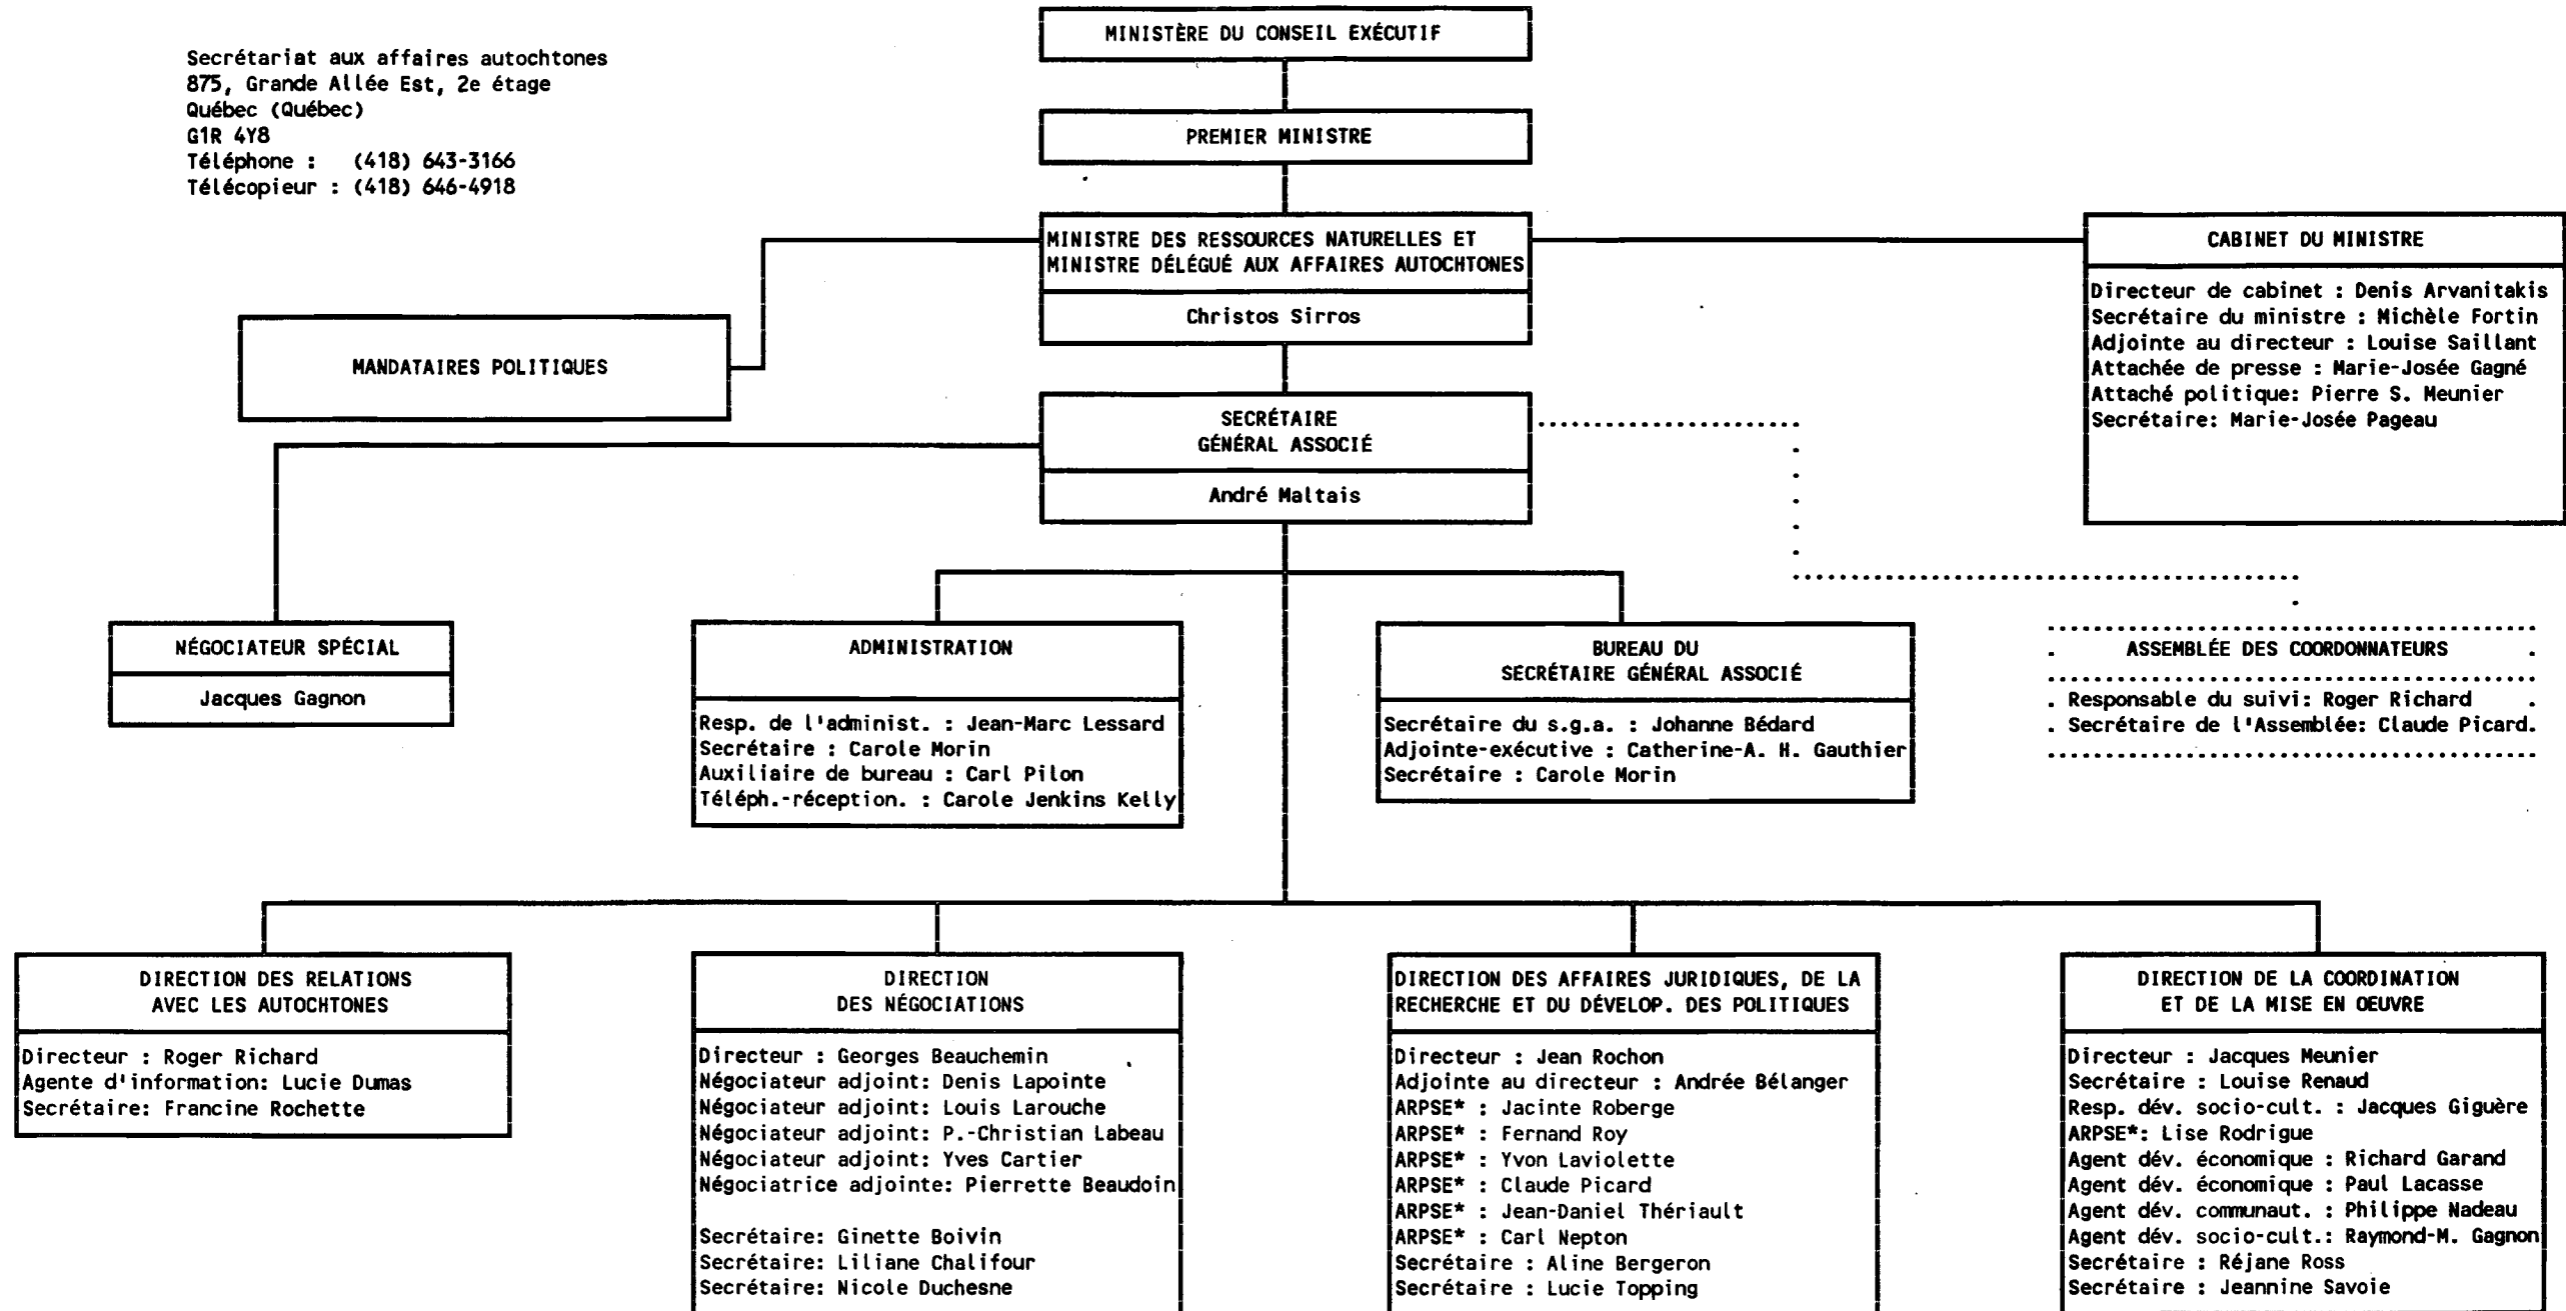 Secrétariat aux affaires autochtones
875, Grande Allée Est, 2e étage
Québec (Québec)
G1R 4Y8
Téléphone : (418) 643-3166
Télécopieur : (418) 646-4918
MINISTÈRE DU CONSEIL EXÉCUTIF
PREMIER MINISTRE
MINISTRE DES RESSOURCES NATURELLES ET
MINISTRE DÉLÉGUÉ AUX AFFAIRES AUTOCHTONES
Christos Sirros
CABINET DU MINISTRE
Directeur de cabinet : Denis Arvanitakis
Secrétaire du ministre : Michèle Fortin
Adjointe au directeur : Louise Saillant
Attachée de presse : Marie-Josée Gagné
Attaché politique: Pierre S. Meunier
Secrétaire: Marie-Josée Pageau
MANDATAIRES POLITIQUES
SECRÉTAIRE
GÉNÉRAL ASSOCIÉ
André Maltais
NÉGOCIATEUR SPÉCIAL
Jacques Gagnon
ADMINISTRATION
Resp. de l'administ. : Jean-Marc Lessard
Secrétaire : Carole Morin
Auxiliaire de bureau : Carl Pilon
Téléph.-réception. : Carole Jenkins Kelly
BUREAU DU
SECRÉTAIRE GÉNÉRAL ASSOCIÉ
Secrétaire du s.g.a. : Johanne Bédard
Adjointe-exécutive : Catherine-A. H. Gauthier
Secrétaire : Carole Morin
ASSEMBLÉE DES COORDONNATEURS
Responsable du suivi: Roger Richard
Secrétaire de l'Assemblée: Claude Picard
DIRECTION DES RELATIONS
AVEC LES AUTOCHTONES
Directeur : Roger Richard
Agente d'information: Lucie Dumas
Secrétaire: Francine Rochette
DIRECTION
DES NÉGOCIATIONS
Directeur : Georges Beauchemin
Négociateur adjoint: Denis Lapointe
Négociateur adjoint: Louis Larouche
Négociateur adjoint: P.-Christian Labeau
Négociateur adjoint: Yves Cartier
Négociatrice adjointe: Pierrette Beaudoin
Secrétaire: Ginette Boivin
Secrétaire: Liliane Chalifour
Secrétaire: Nicole Duchesne
DIRECTION DES AFFAIRES JURIDIQUES, DE LA
RECHERCHE ET DU DÉVELOP. DES POLITIQUES
Directeur : Jean Rochon
Adjointe au directeur : Andrée Bélanger
ARPSE* : Jacinte Roberge
ARPSE* : Fernand Roy
ARPSE* : Yvon Laviolette
ARPSE* : Claude Picard
ARPSE* : Jean-Daniel Thériault
ARPSE* : Carl Nepton
Secrétaire : Aline Bergeron
Secrétaire : Lucie Topping
DIRECTION DE LA COORDINATION
ET DE LA MISE EN OEUVRE
Directeur : Jacques Meunier
Secrétaire : Louise Renaud
Resp. dév. socio-cult. : Jacques Giguère
ARPSE*: Lise Rodrigue
Agent dév. économique : Richard Garand
Agent dév. économique : Paul Lacasse
Agent dév. communaut. : Philippe Nadeau
Agent dév. socio-cult.: Raymond-M. Gagnon
Secrétaire : Réjane Ross
Secrétaire : Jeannine Savoie